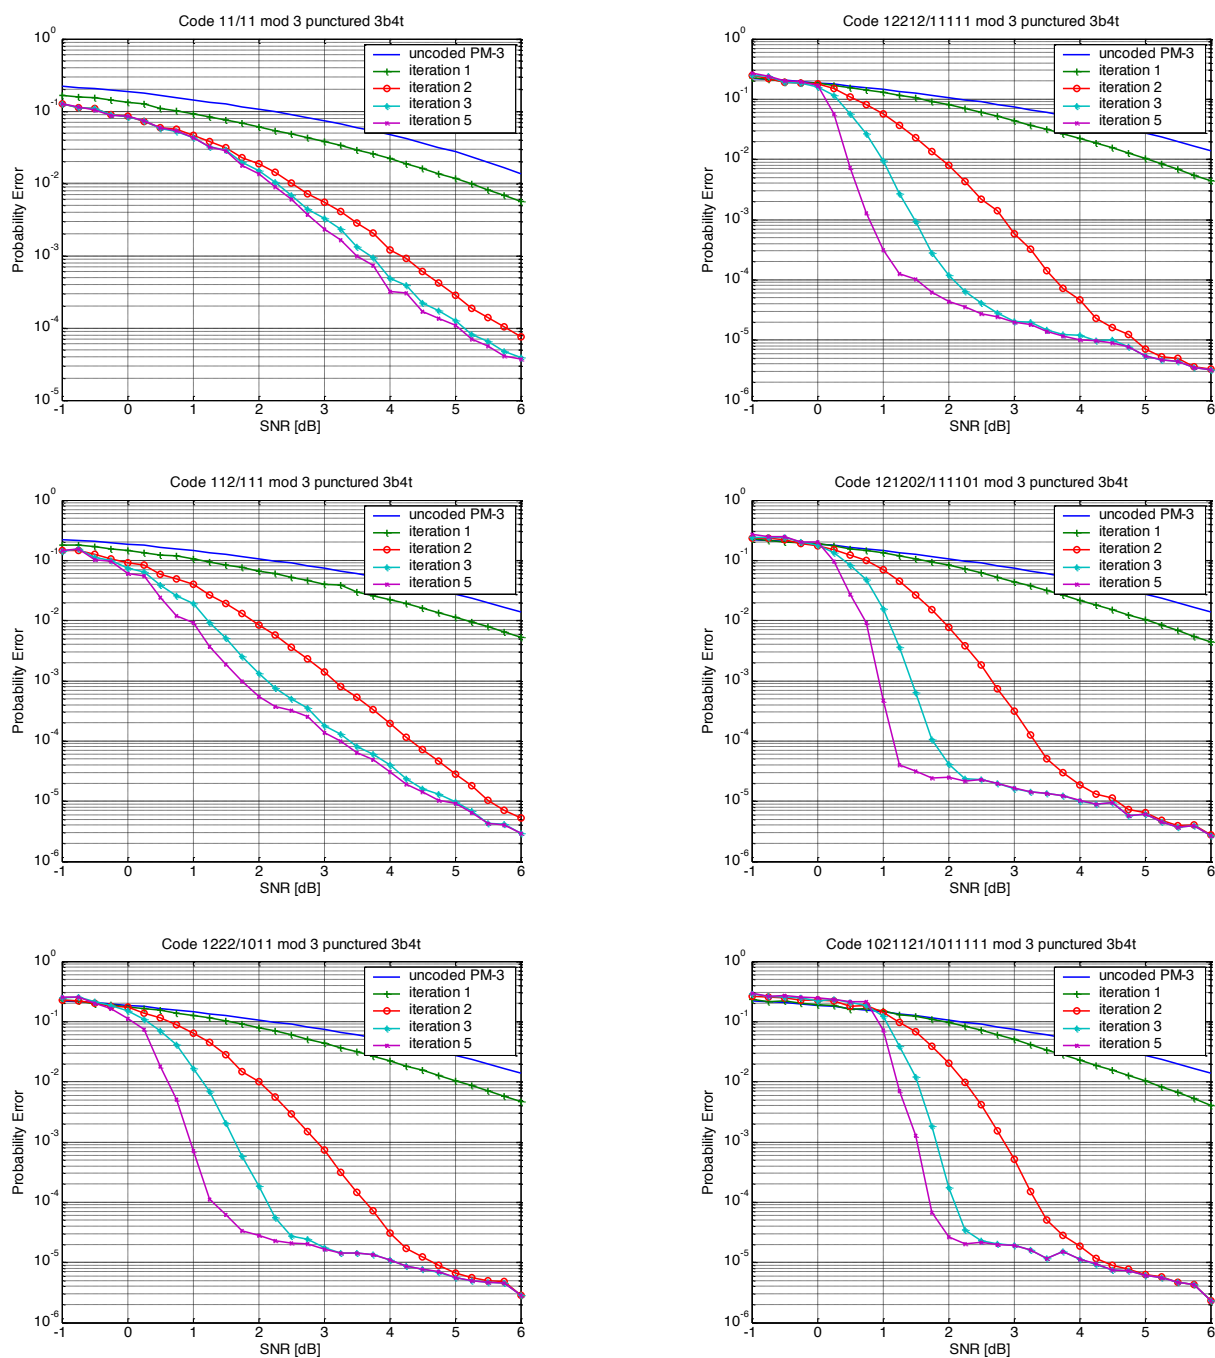 Code 11/11 mod 3 punctured 3b4t
10^0
10^-1
10^-2
10^-3
10^-4
10^-5
Probability Error
uncoded PM-3
iteration 1
iteration 2
iteration 3
iteration 5
-1 0 1 2 3 4 5 6
SNR [dB]
Code 12212/11111 mod 3 punctured 3b4t
10^0
10^-1
10^-2
10^-3
10^-4
10^-5
10^-6
Probability Error
uncoded PM-3
iteration 1
iteration 2
iteration 3
iteration 5
-1 0 1 2 3 4 5 6
SNR [dB]
Code 112/111 mod 3 punctured 3b4t
10^0
10^-1
10^-2
10^-3
10^-4
10^-5
10^-6
Probability Error
uncoded PM-3
iteration 1
iteration 2
iteration 3
iteration 5
-1 0 1 2 3 4 5 6
SNR [dB]
Code 121202/111101 mod 3 punctured 3b4t
10^0
10^-1
10^-2
10^-3
10^-4
10^-5
10^-6
Probability Error
uncoded PM-3
iteration 1
iteration 2
iteration 3
iteration 5
-1 0 1 2 3 4 5 6
SNR [dB]
Code 1222/1011 mod 3 punctured 3b4t
10^0
10^-1
10^-2
10^-3
10^-4
10^-5
10^-6
Probability Error
uncoded PM-3
iteration 1
iteration 2
iteration 3
iteration 5
-1 0 1 2 3 4 5 6
SNR [dB]
Code 1021121/1011111 mod 3 punctured 3b4t
10^0
10^-1
10^-2
10^-3
10^-4
10^-5
10^-6
Probability Error
uncoded PM-3
iteration 1
iteration 2
iteration 3
iteration 5
-1 0 1 2 3 4 5 6
SNR [dB]